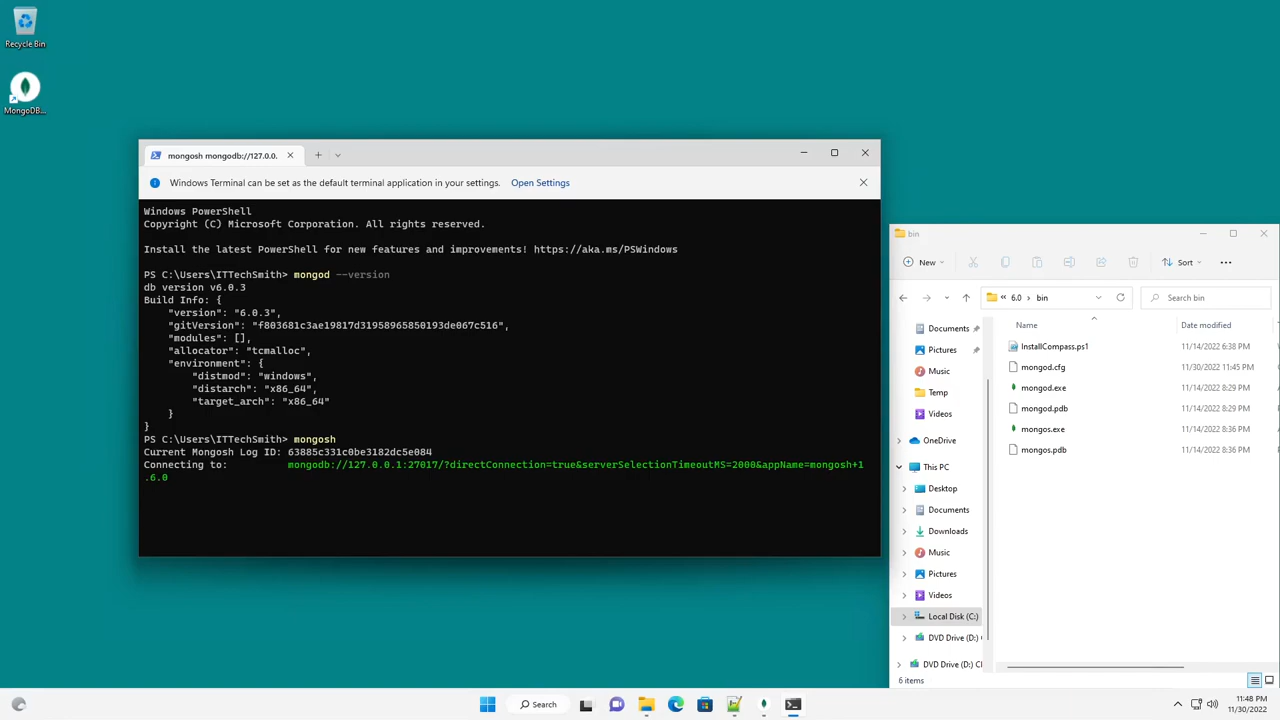 Recycle Bin
MongoDB...
mongosh mongodb://127.0.0.
Windows Terminal can be set as the default terminal application in your settings. Open Settings
Windows PowerShell
Copyright (C) Microsoft Corporation. All rights reserved.
Install the latest PowerShell for new features and improvements! https://aka.ms/PSWindows
PS C:\Users\ITTechSmith> mongod --version
db version v6.0.3
Build Info: {
"version": "6.0.3",
"gitVersion": "f803681c3ae19817d31958965850193de067c516",
"modules": [],
"allocator": "tcmalloc",
"environment": {
"distmod": "windows",
"distarch": "x86_64",
"target_arch": "x86_64"
}
}
PS C:\Users\ITTechSmith> mongosh
Current Mongosh Log ID: 63885c331c0be3182dc5e084
Connecting to: mongodb://127.0.0.1:27017/?directConnection=true&serverSelectionTimeoutMS=2000&appName=mongosh+1
.6.0
bin
New
Sort
6.0 > bin
Search bin
Documents
Pictures
Music
Temp
Videos
OneDrive
This PC
Desktop
Documents
Downloads
Music
Pictures
Videos
Local Disk (C:)
DVD Drive (D:) (
DVD Drive (D:) Cl
Name Date modified
InstallCompass.ps1 11/14/2022 6:38 PM
mongod.cfg 11/30/2022 11:45 PM
mongod.exe 11/14/2022 8:29 PM
mongod.pdb 11/14/2022 8:29 PM
mongos.exe 11/14/2022 8:36 PM
mongos.pdb 11/14/2022 8:36 PM
6 items
Search
11:48 PM
11/30/2022